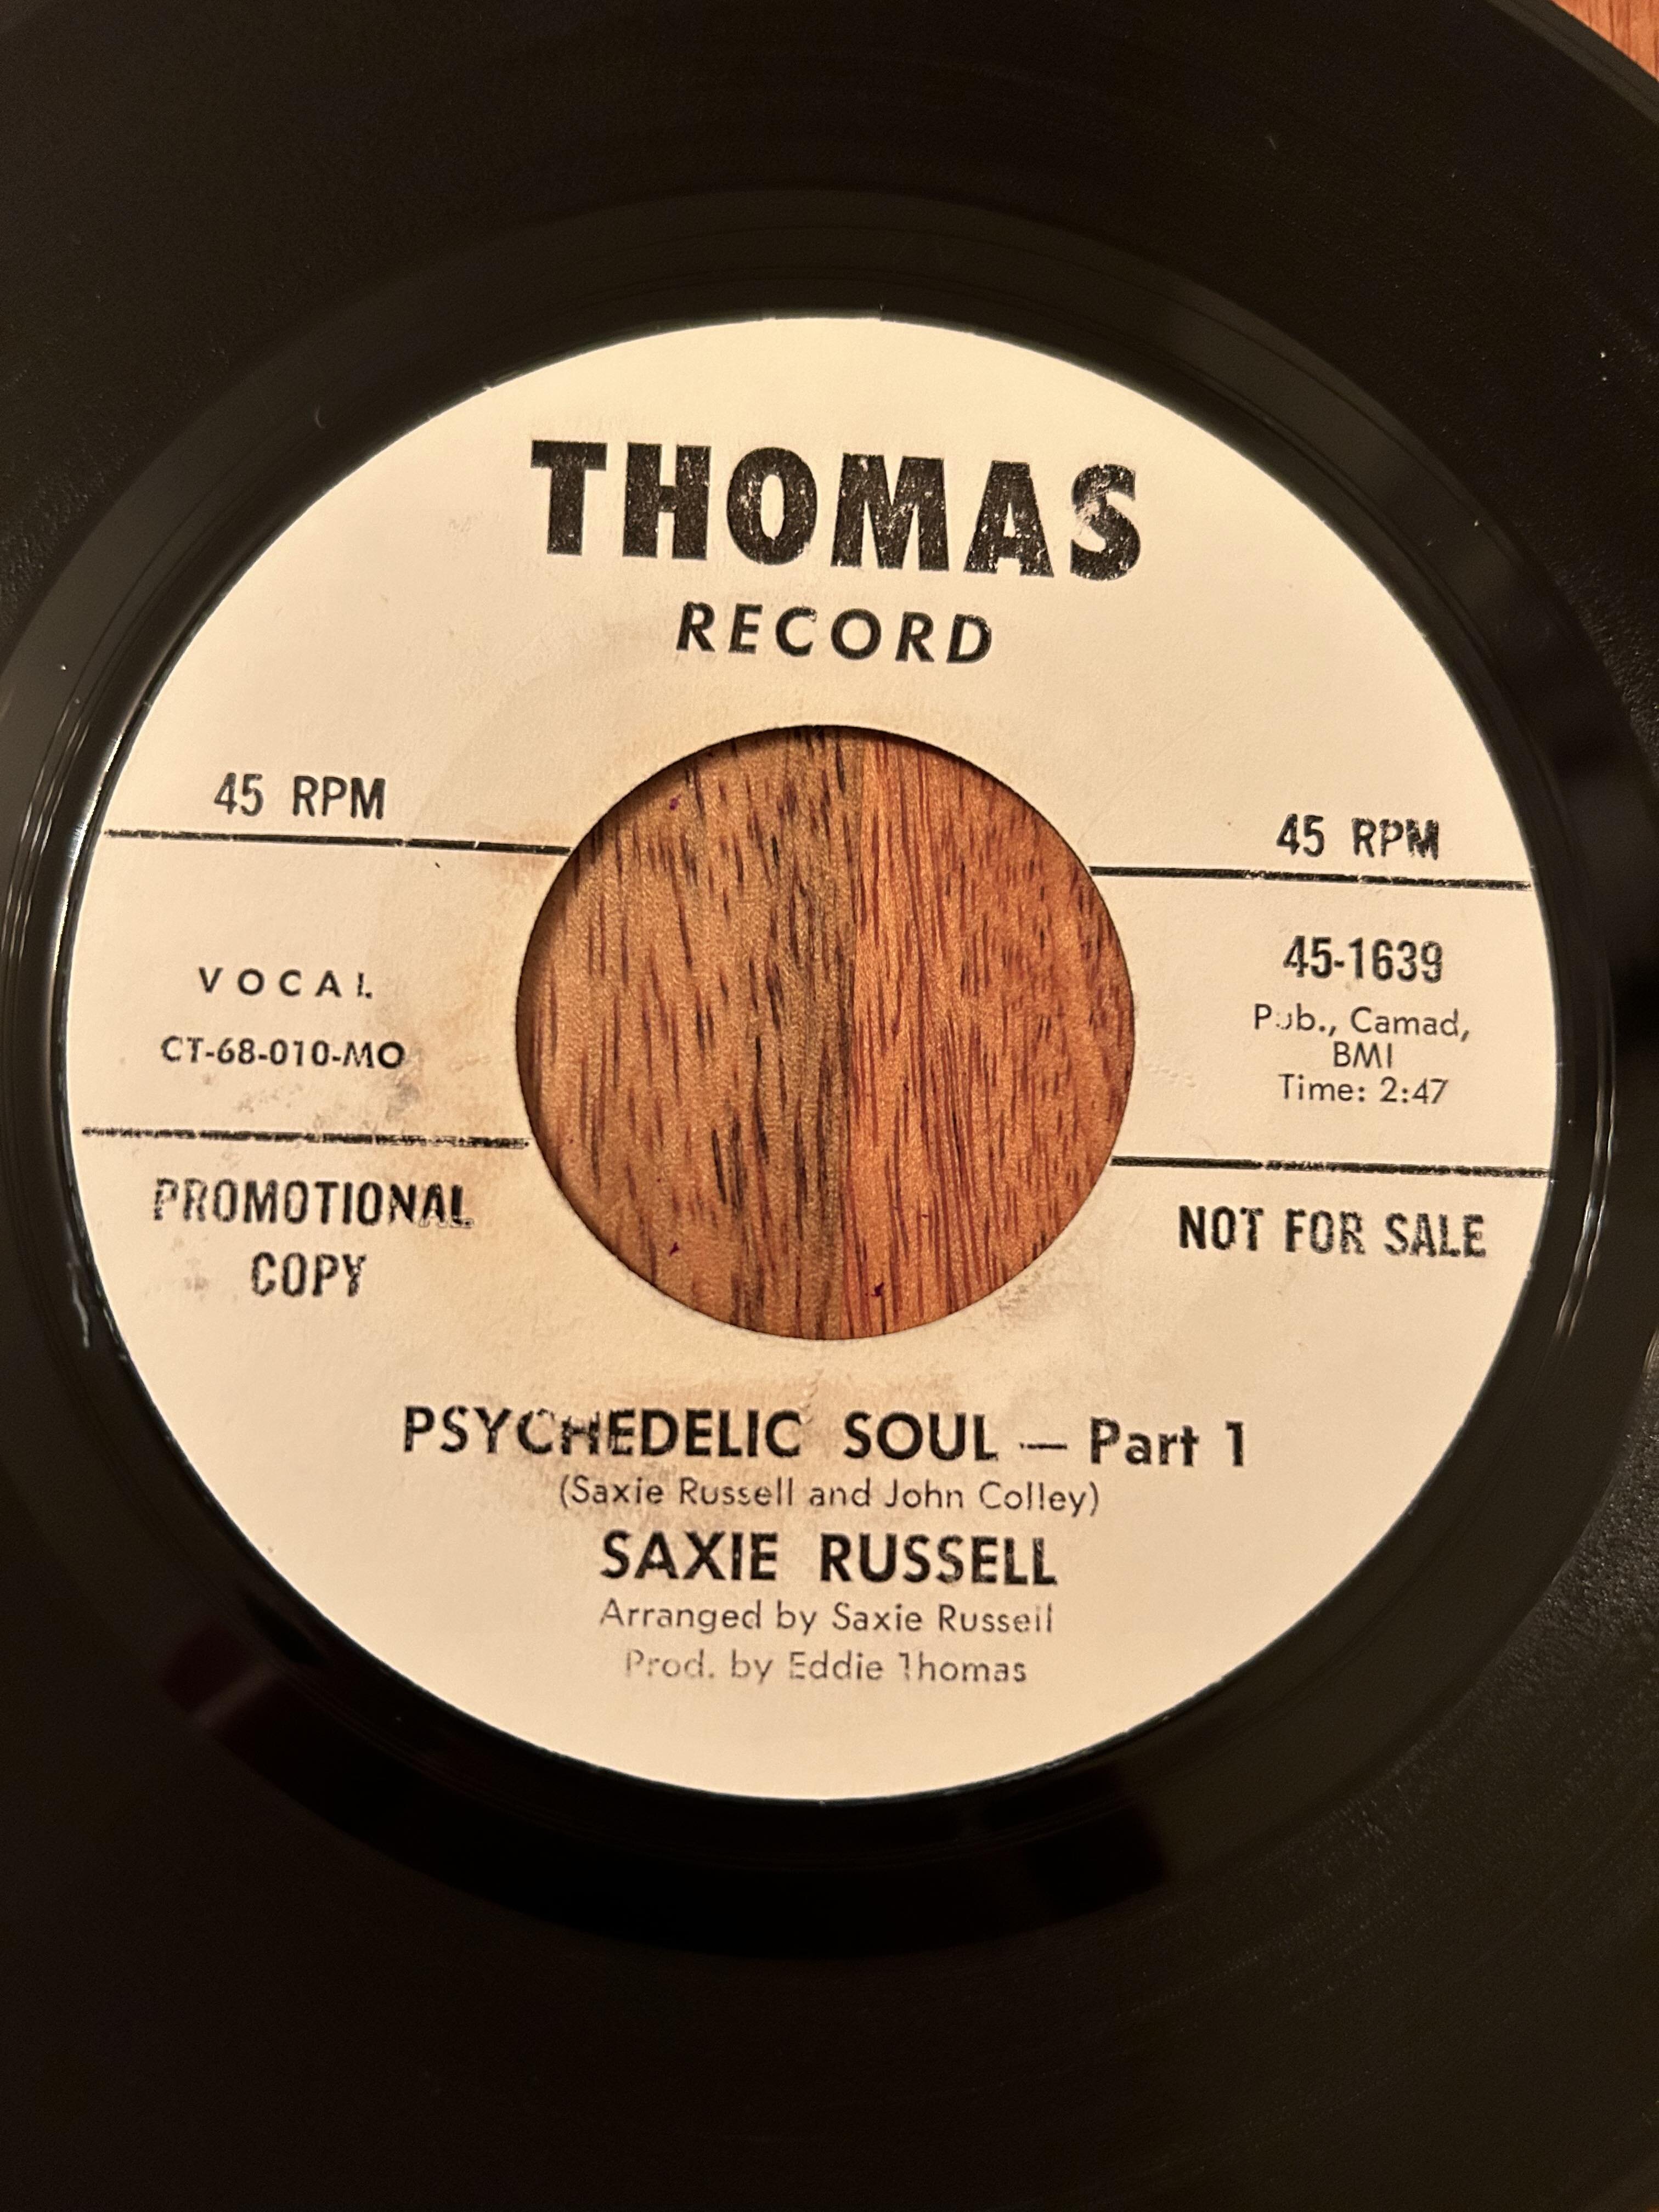 THOMAS
RECORD
45 RPM
45 RPM
VOCAL
CT-68-010-MO
45-1639
Pub., Camad,
BMI
Time: 2:47
PROMOTIONAL
COPY
NOT FOR SALE
PSYCHEDELIC SOUL — Part 1
(Saxie Russell and John Colley)
SAXIE RUSSELL
Arranged by Saxie Russell
Prod. by Eddie Thomas